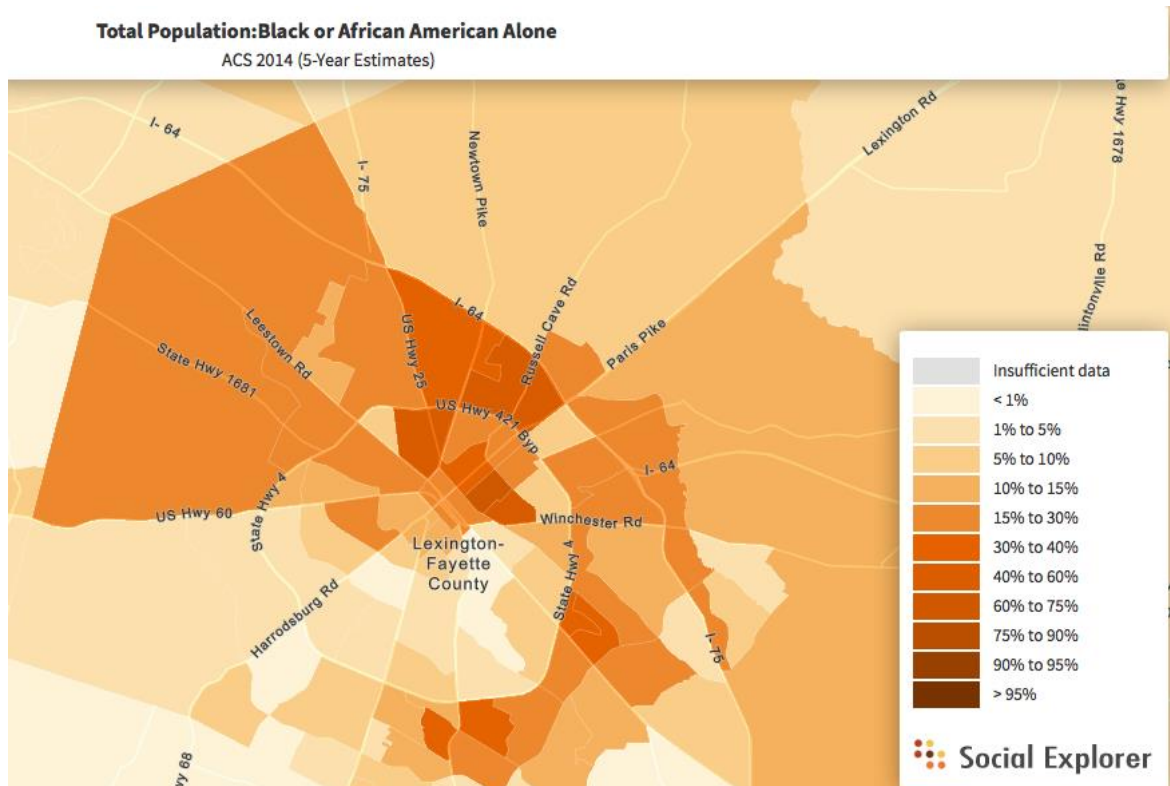 Total Population:Black or African American Alone
ACS 2014 (5-Year Estimates)
I- 64
I- 75
Newtown Pike
Lexington Rd
e Hwy 1678
lintonville Rd
Leestown Rd
State Hwy 1681
US Hwy 25
I- 64
Russell Cave Rd
Paris Pike
US Hwy 421 Byp
I- 64
US Hwy 60
State Hwy 4
Winchester Rd
Lexington-
Fayette
County
State Hwy 4
Harrodsburg Rd
I- 75
wy 68
Insufficient data
< 1%
1% to 5%
5% to 10%
10% to 15%
15% to 30%
30% to 40%
40% to 60%
60% to 75%
75% to 90%
90% to 95%
> 95%
Social Explorer